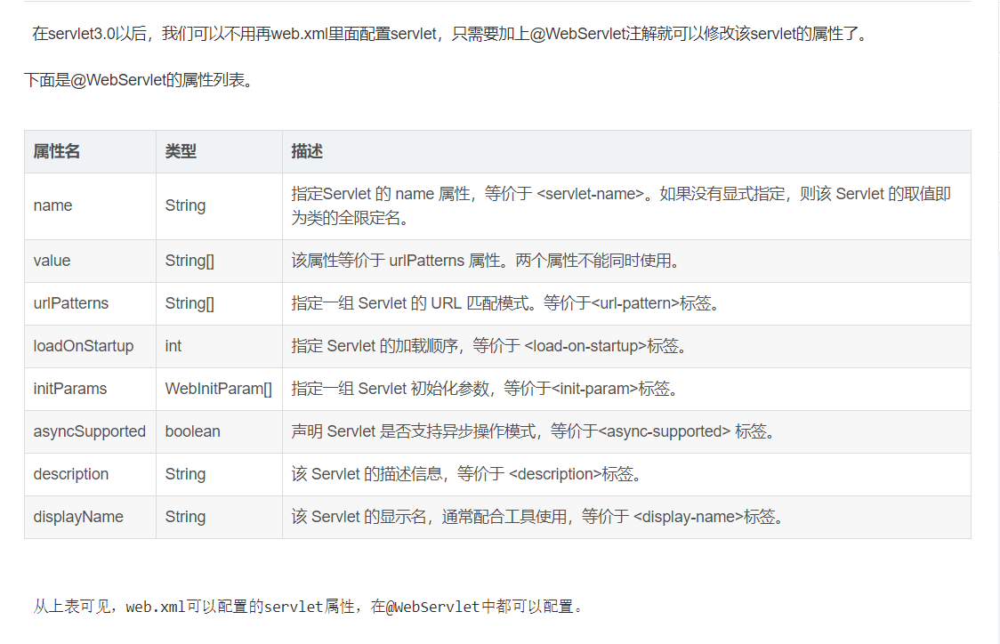 在servlet3.0以后，我们可以不用再web.xml里面配置servlet，只需要加上@WebServlet注解就可以修改该servlet的属性了。
下面是@WebServlet的属性列表。
属性名 类型 描述
name String 指定Servlet 的 name 属性，等价于 <servlet-name>。如果没有显式指定，则该 Servlet 的取值即
为类的全限定名。
value String[] 该属性等价于 urlPatterns 属性。两个属性不能同时使用。
urlPatterns String[] 指定一组 Servlet 的 URL 匹配模式。等价于<url-pattern>标签。
loadOnStartup int 指定 Servlet 的加载顺序，等价于 <load-on-startup>标签。
initParams WebInitParam[] 指定一组 Servlet 初始化参数，等价于<init-param>标签。
asyncSupported boolean 声明 Servlet 是否支持异步操作模式，等价于<async-supported> 标签。
description String 该 Servlet 的描述信息，等价于 <description>标签。
displayName String 该 Servlet 的显示名，通常配合工具使用，等价于 <display-name>标签。
从上表可见，web.xml可以配置的servlet属性，在@WebServlet中都可以配置。